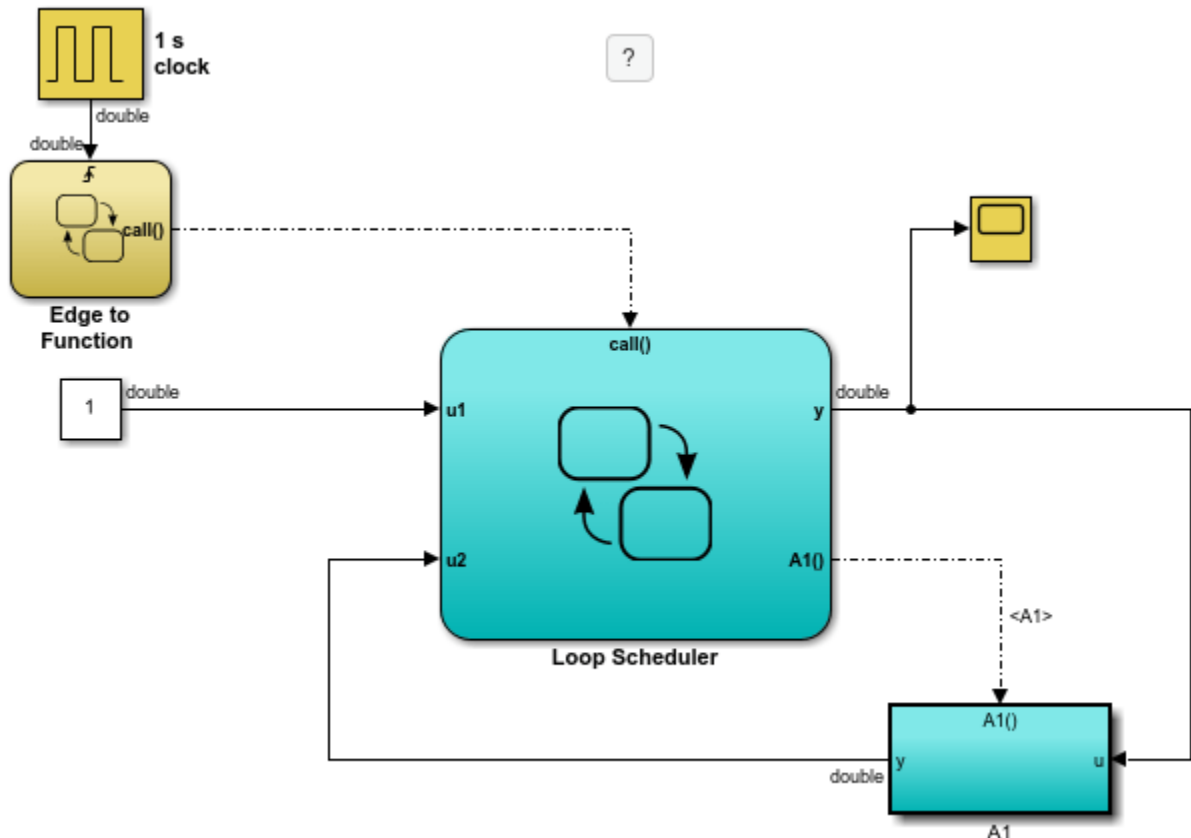 1 s
clock
?
double
double
call()
Edge to
Function
call()
1
double
u1
y
double
u2
A1()
<A1>
Loop Scheduler
A1()
y
u
double
A1